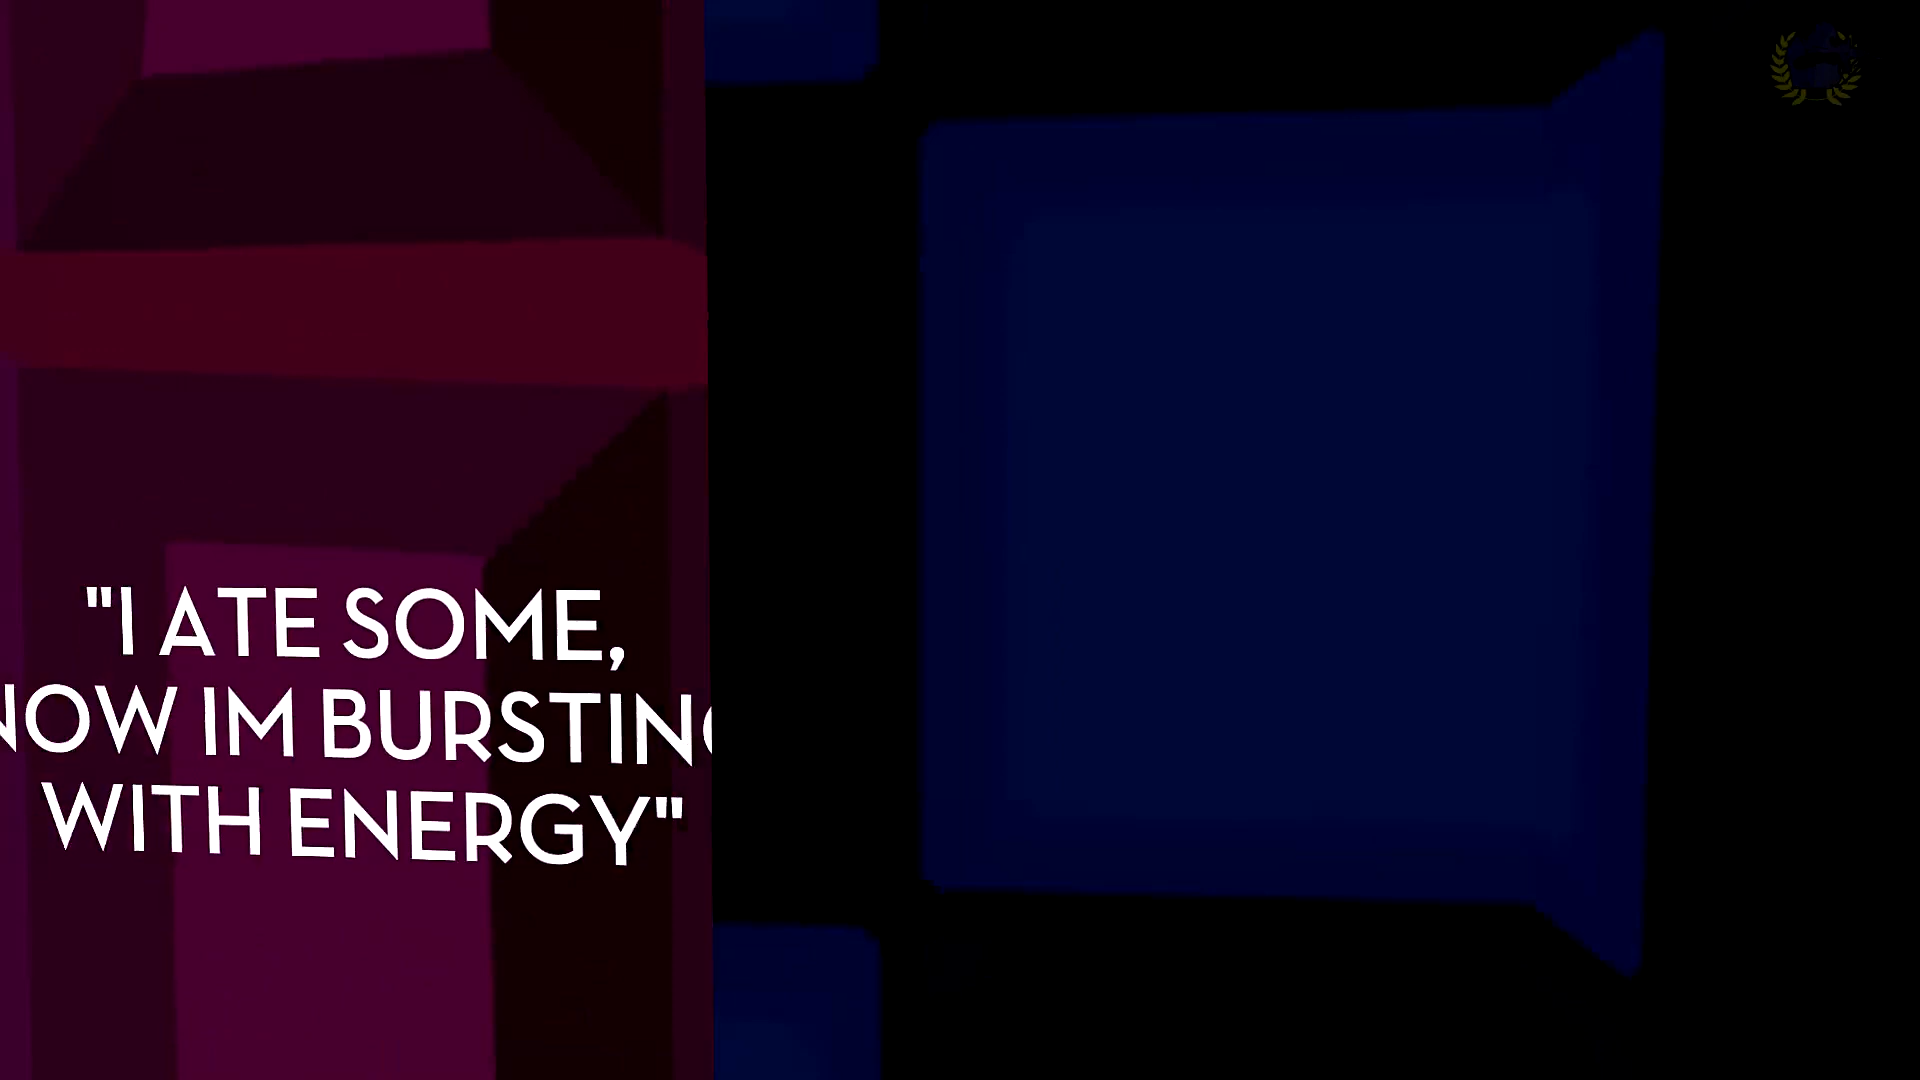 "I ATE SOME,
NOW IM BURSTING
WITH ENERGY"